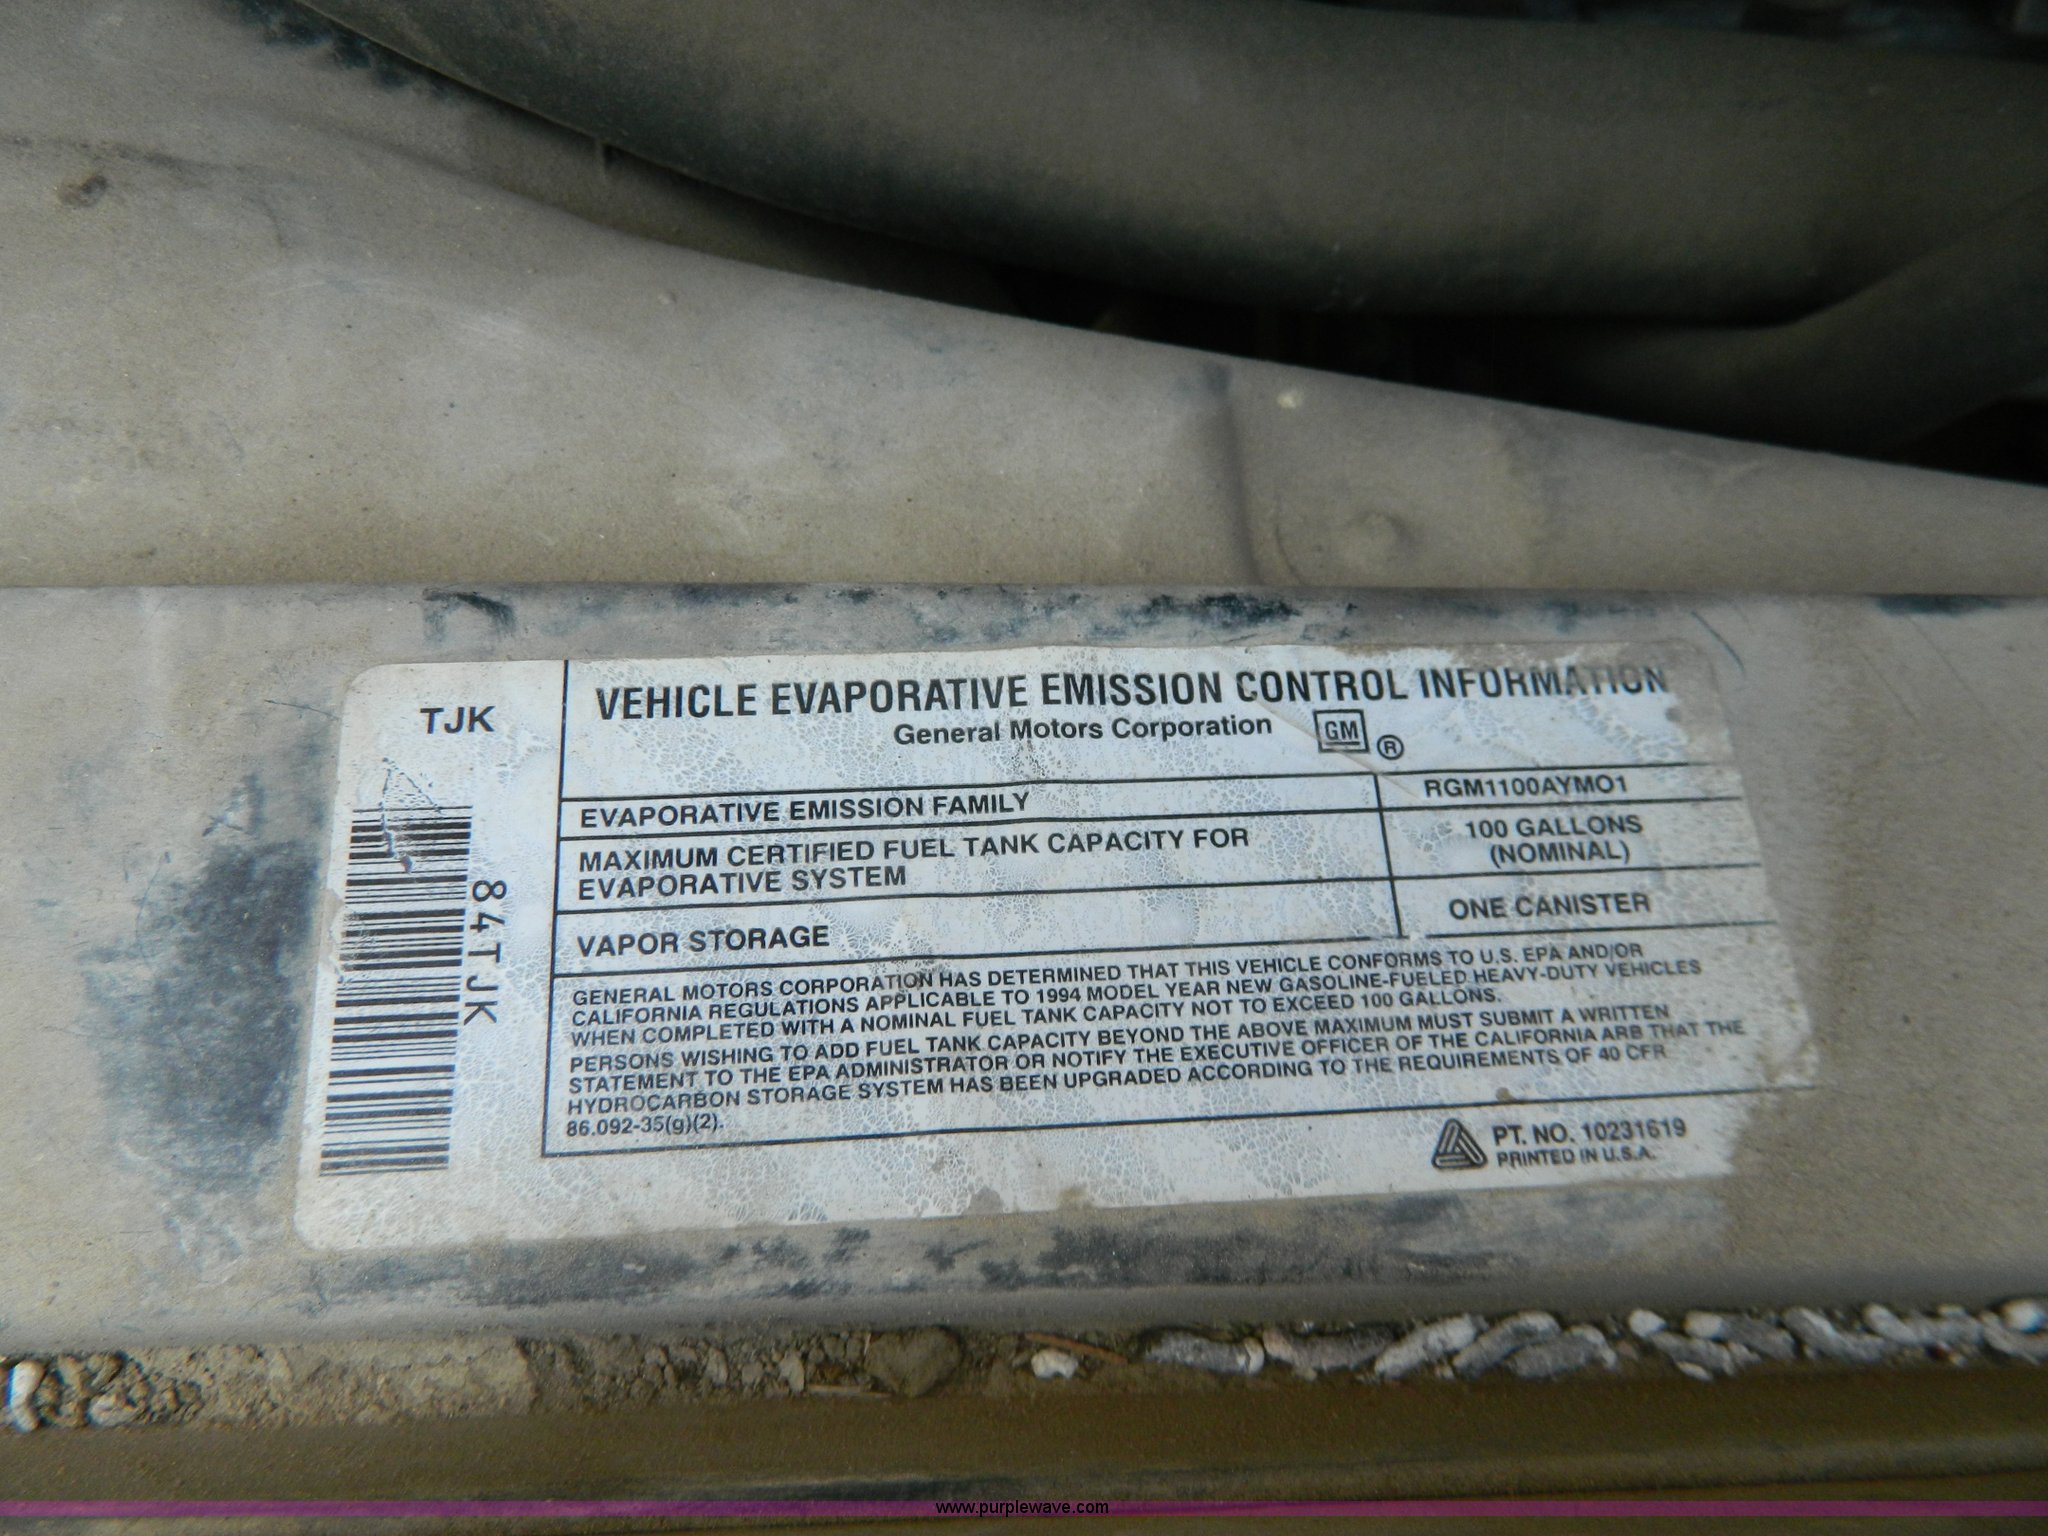 TJK
84TJK
VEHICLE EVAPORATIVE EMISSION CONTROL INFORMATION
General Motors Corporation GM ®
EVAPORATIVE EMISSION FAMILY RGM1100AYMO1
MAXIMUM CERTIFIED FUEL TANK CAPACITY FOR 100 GALLONS
EVAPORATIVE SYSTEM (NOMINAL)
VAPOR STORAGE ONE CANISTER
GENERAL MOTORS CORPORATION HAS DETERMINED THAT THIS VEHICLE CONFORMS TO U.S. EPA AND/OR
CALIFORNIA REGULATIONS APPLICABLE TO 1994 MODEL YEAR NEW GASOLINE-FUELED HEAVY-DUTY VEHICLES
WHEN COMPLETED WITH A NOMINAL FUEL TANK CAPACITY NOT TO EXCEED 100 GALLONS.
PERSONS WISHING TO ADD FUEL TANK CAPACITY BEYOND THE ABOVE MAXIMUM MUST SUBMIT A WRITTEN
STATEMENT TO THE EPA ADMINISTRATOR OR NOTIFY THE EXECUTIVE OFFICER OF THE CALIFORNIA ARB THAT THE
HYDROCARBON STORAGE SYSTEM HAS BEEN UPGRADED ACCORDING TO THE REQUIREMENTS OF 40 CFR
86.092-35(g)(2).
PT. NO. 10231619
PRINTED IN U.S.A.
www.purplewave.com